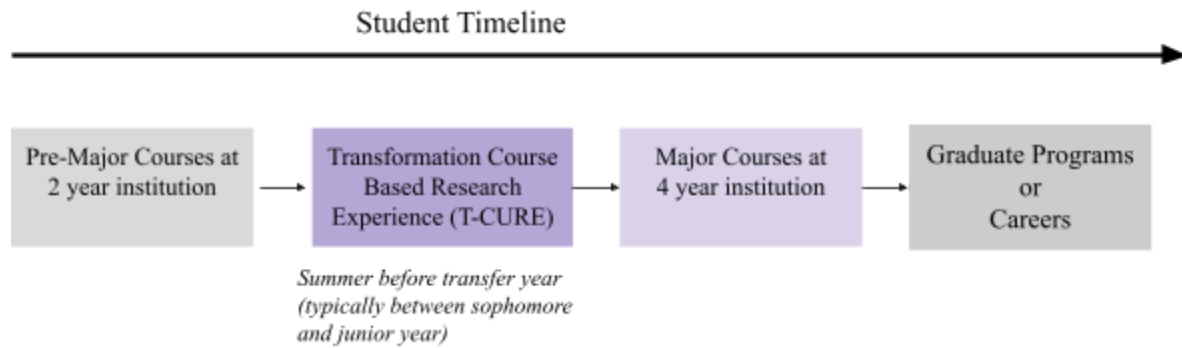 Student Timeline
Pre-Major Courses at
2 year institution
Transformation Course
Based Research
Experience (T-CURE)
Major Courses at
4 year institution
Graduate Programs
or
Careers
Summer before transfer year
(typically between sophomore
and junior year)